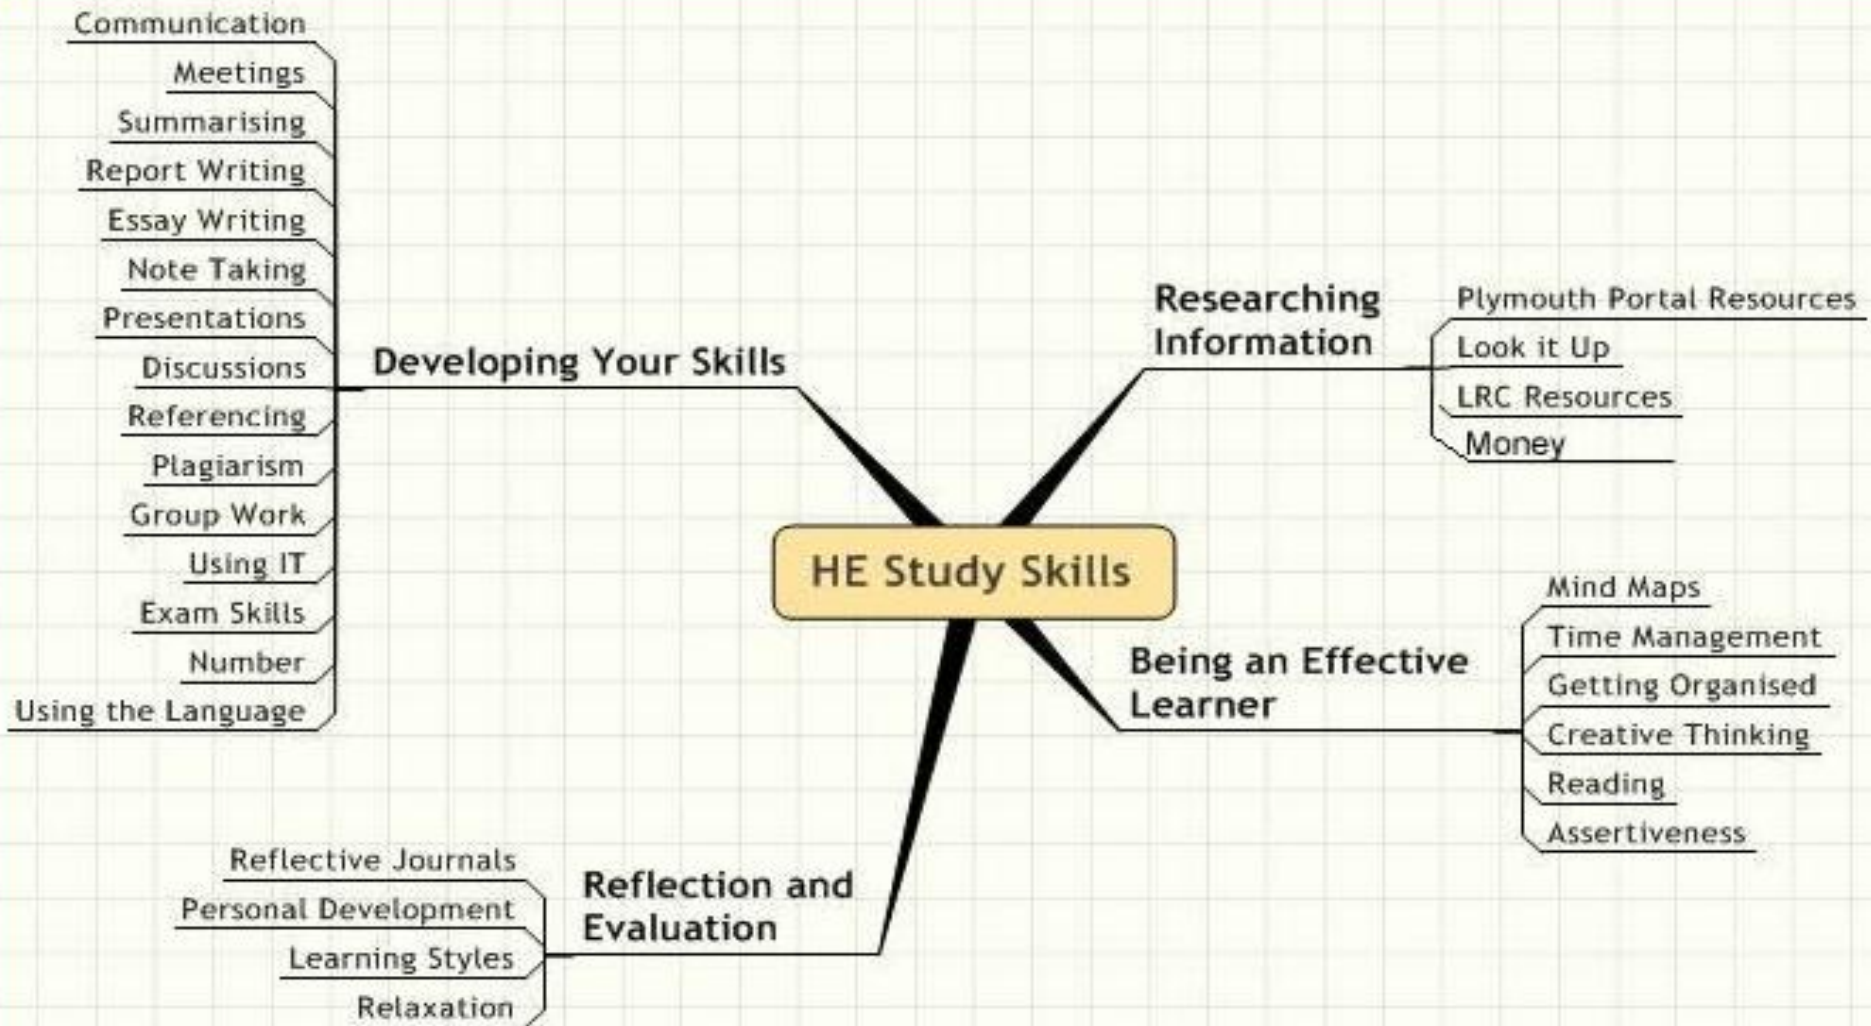 Communication
Meetings
Summarising
Report Writing
Essay Writing
Note Taking
Presentations
Discussions
Referencing
Plagiarism
Group Work
Using IT
Exam Skills
Number
Using the Language
Developing Your Skills
Researching
Information
Plymouth Portal Resources
Look it Up
LRC Resources
Money
HE Study Skills
Being an Effective
Learner
Mind Maps
Time Management
Getting Organised
Creative Thinking
Reading
Assertiveness
Reflection and
Evaluation
Reflective Journals
Personal Development
Learning Styles
Relaxation